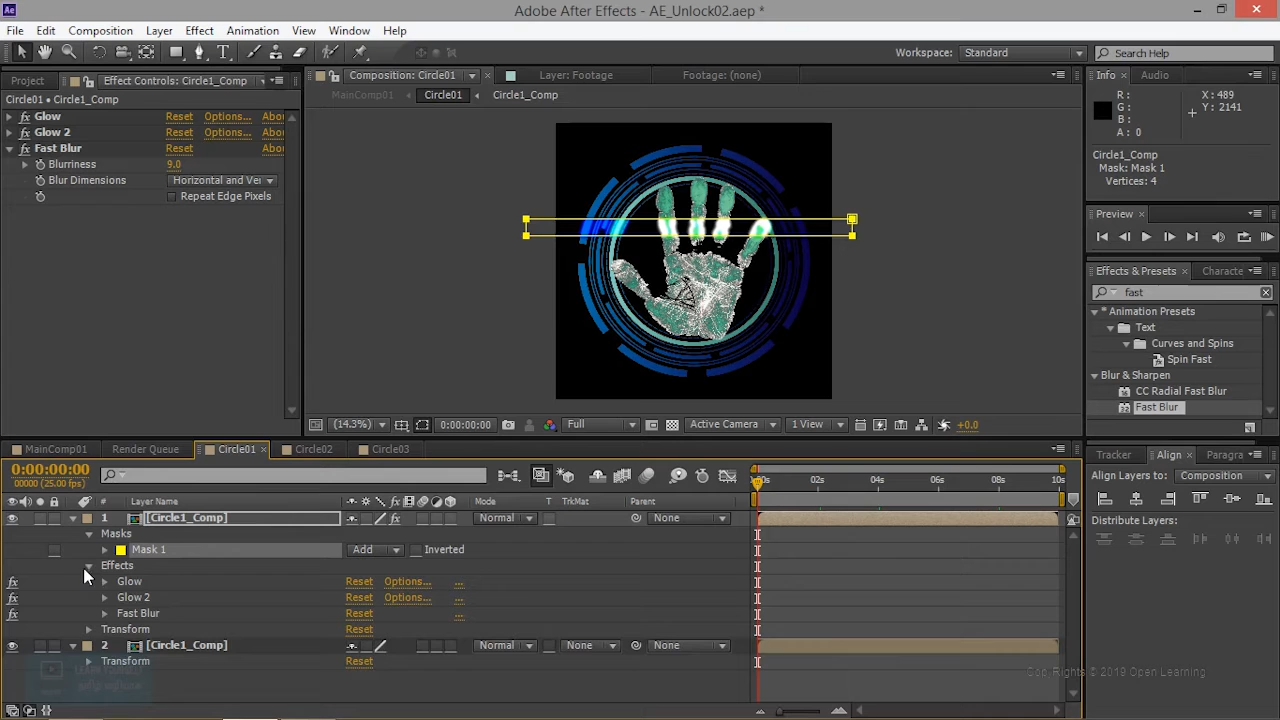 Ae
Adobe After Effects - AE_Unlock02.aep *
File Edit Composition Layer Effect Animation View Window Help
Workspace: Standard
Search Help
Project Effect Controls: Circle1_Comp
Composition: Circle01 Layer: Footage Footage: (none)
Info Audio
Circle01 • Circle1_Comp
MainComp01 Circle01 Circle1_Comp
R: X: 489
G: Y: 2141
B:
A: 0
Glow Reset Options... Abou
Glow 2 Reset Options... Abou
Fast Blur Reset Abou
Blurriness 9.0
Blur Dimensions Horizontal and Vei
Repeat Edge Pixels
Circle1_Comp
Mask: Mask 1
Vertices: 4
Preview
Effects & Presets Characte
fast
* Animation Presets
Text
Curves and Spins
Spin Fast
Blur & Sharpen
CC Radial Fast Blur
Fast Blur
(14.3%) 0:00:00:00 Full Active Camera 1 View +0.0
MainComp01 Render Queue Circle01 Circle02 Circle03
Tracker Align Paragra
0:00:00:00
00000 (25.00 fps)
02s 04s 06s 08s 10s
Align Layers to: Composition
# Layer Name Mode T TrkMat Parent
1 [Circle1_Comp] Normal None
Distribute Layers:
Masks
Mask 1 Add Inverted
Effects
Glow Reset Options... ...
Glow 2 Reset Options... ...
Fast Blur Reset ...
Transform Reset
2 [Circle1_Comp] Normal None None
Transform Reset
Cop Rights © 2019 Open Learning